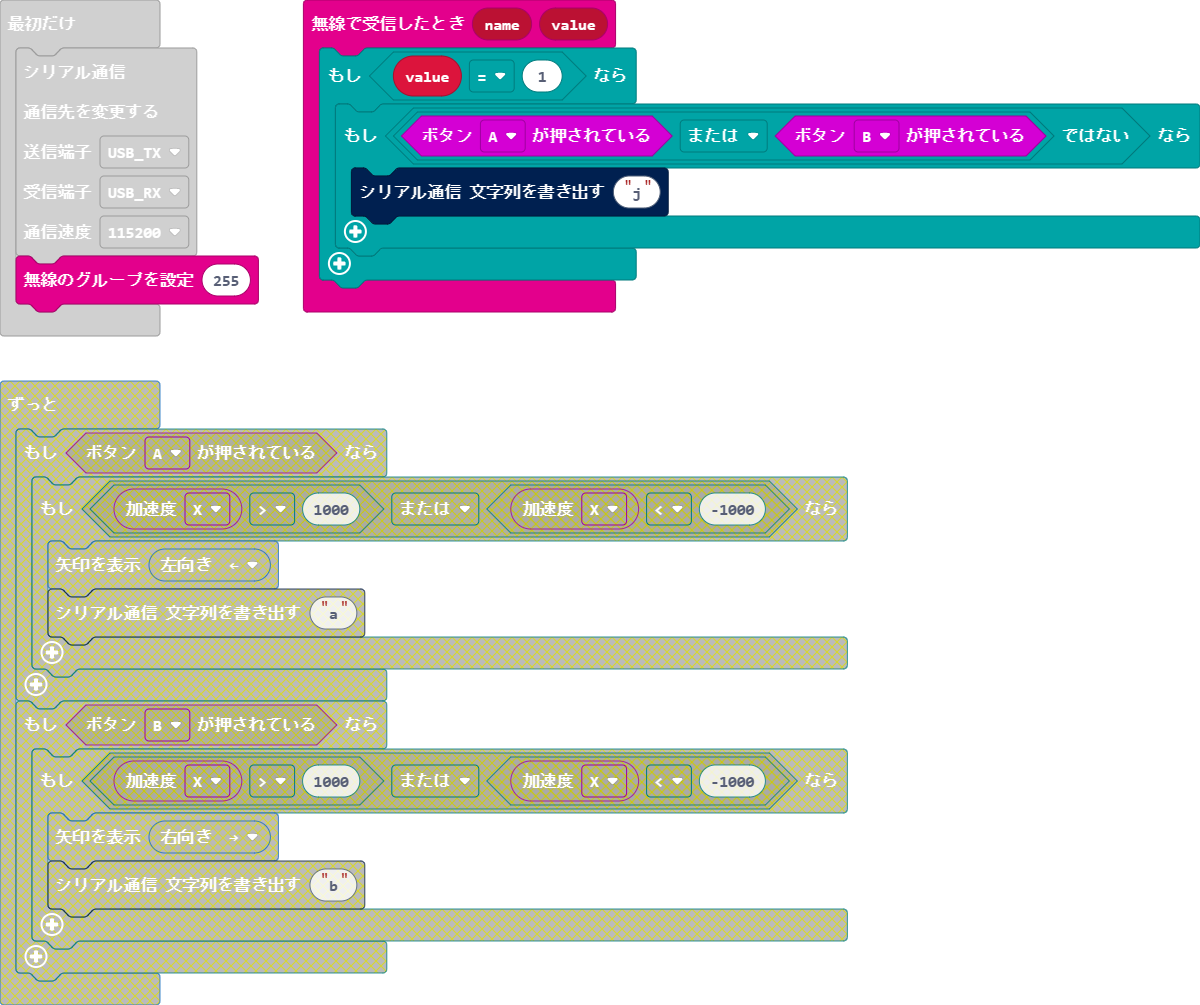 最初だけ
シリアル通信
通信先を変更する
送信端子 USB_TX
受信端子 USB_RX
通信速度 115200
無線のグループを設定 255
無線で受信したとき name value
もし value = 1 なら
もし ボタン A が押されている または ボタン B が押されている ではない なら
シリアル通信 文字列を書き出す "j"
ずっと
もし ボタン A が押されている なら
もし 加速度 X > 1000 または 加速度 X < -1000 なら
矢印を表示 左向き ←
シリアル通信 文字列を書き出す "a"
もし ボタン B が押されている なら
もし 加速度 X > 1000 または 加速度 X < -1000 なら
矢印を表示 右向き →
シリアル通信 文字列を書き出す "b"